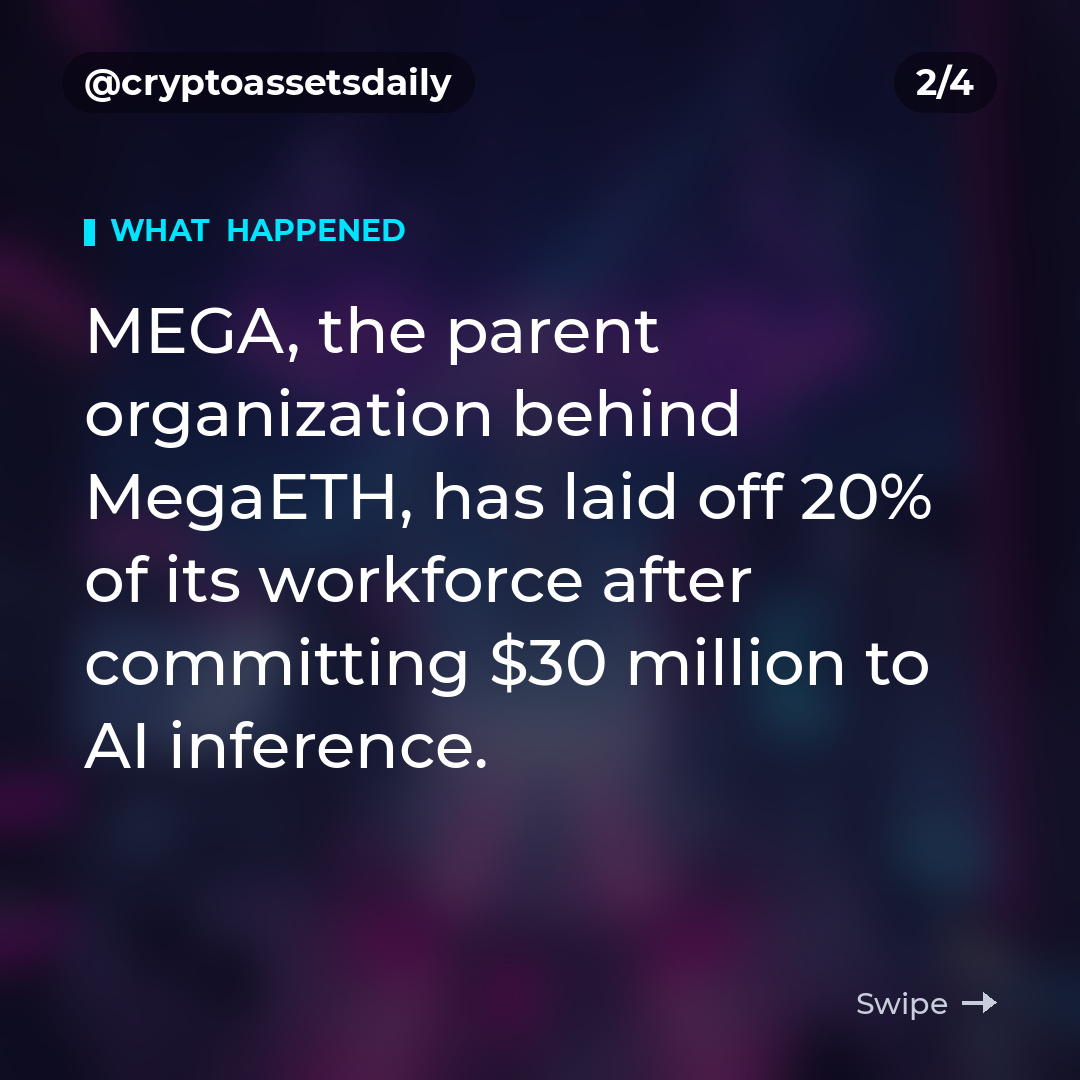 @cryptoassetsdaily
2/4
WHAT HAPPENED
MEGA, the parent
organization behind
MegaETH, has laid off 20%
of its workforce after
committing $30 million to
AI inference.
Swipe